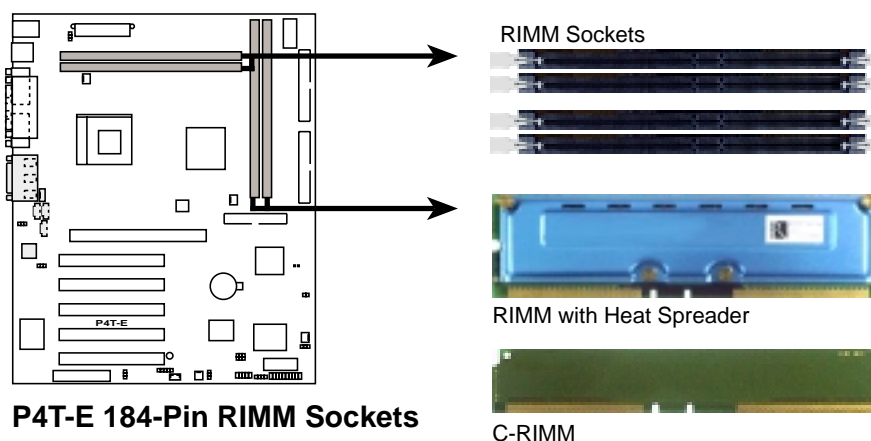 RIMM Sockets
P4T-E
RIMM with Heat Spreader
P4T-E 184-Pin RIMM Sockets
C-RIMM